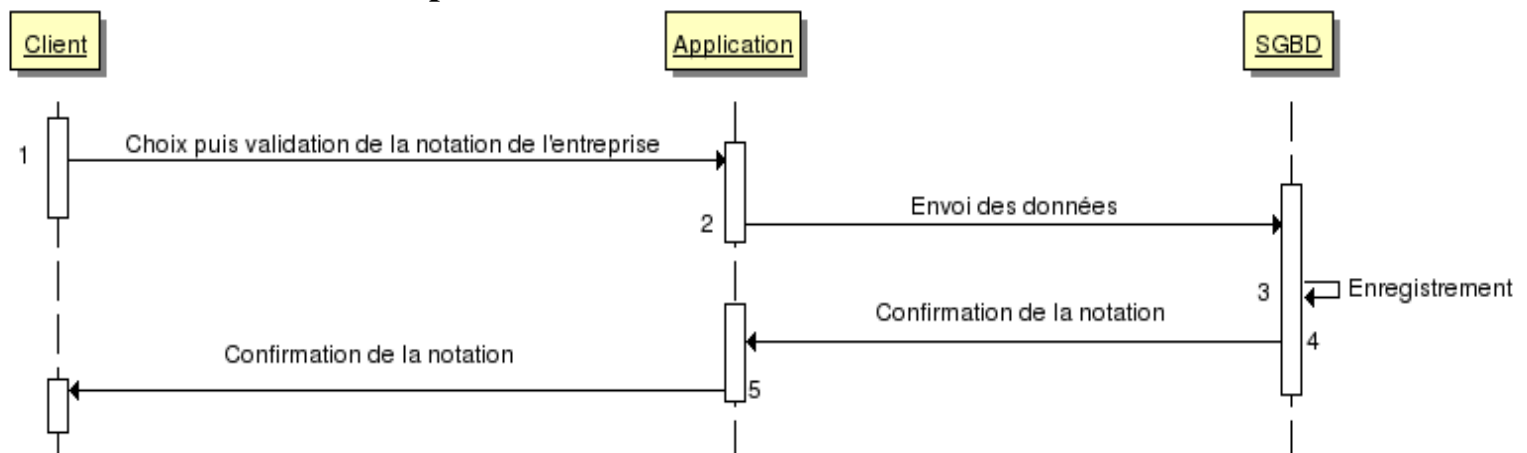 Client
Application
SGBD
1
Choix puis validation de la notation de l'entreprise
2
Envoi des données
3
Enregistrement
Confirmation de la notation
4
Confirmation de la notation
5